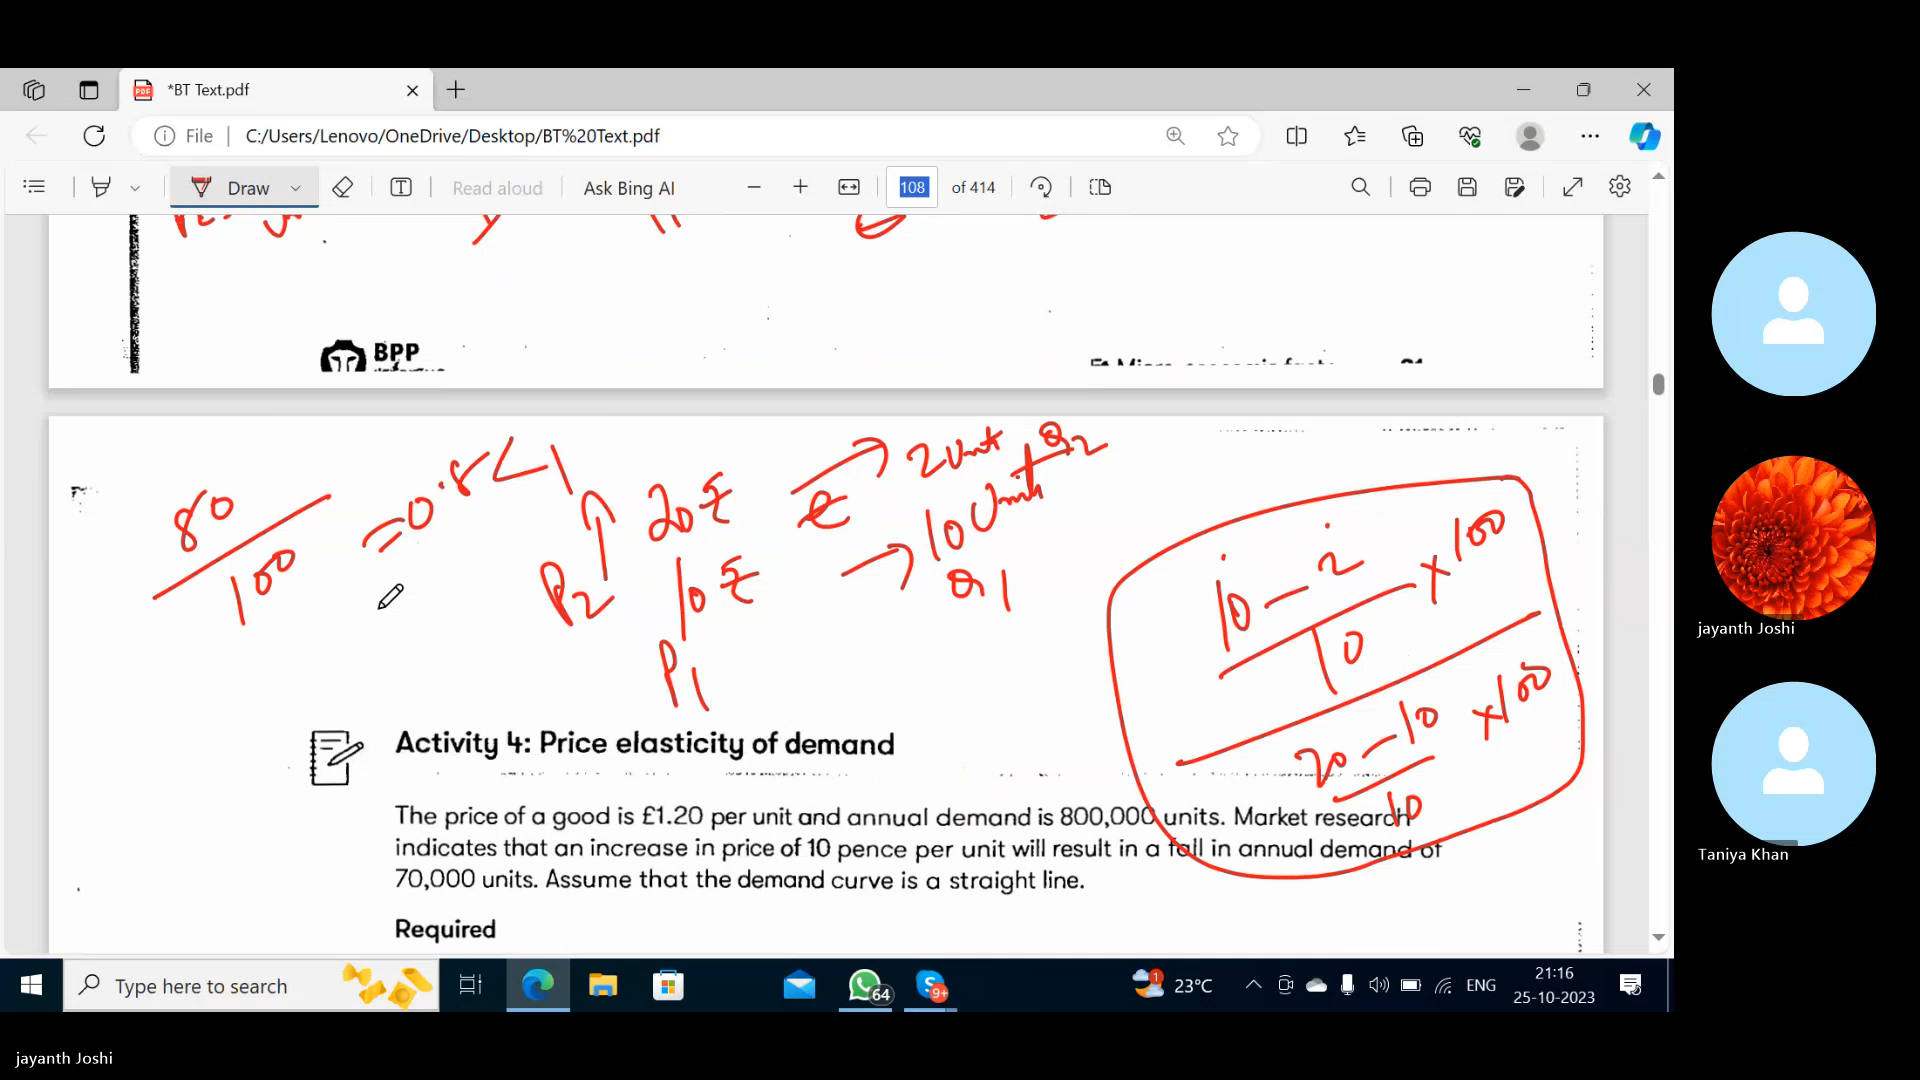 *BT Text.pdf
File
C:/Users/Lenovo/OneDrive/Desktop/BT%20Text.pdf
Draw
Read aloud
Ask Bing AI
108 of 414
BPP
80
100
=0.8<1
20₹
10₹
P2
P1
2 Unit Q2
10 Unit
Q1
10-2
10
×100
20-10
10
×100
Activity 4: Price elasticity of demand
The price of a good is £1.20 per unit and annual demand is 800,000 units. Market research
indicates that an increase in price of 10 pence per unit will result in a fall in annual demand of
70,000 units. Assume that the demand curve is a straight line.
Required
jayanth Joshi
Taniya Khan
Type here to search
64
9+
1
23°C
ENG
21:16
25-10-2023
jayanth Joshi